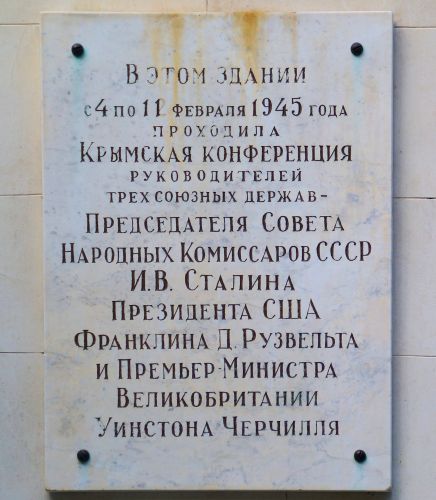 В ЭТОМ ЗДАНИИ
с 4 по 11 ФЕВРАЛЯ 1945 ГОДА
ПРОХОДИЛА
КРЫМСКАЯ КОНФЕРЕНЦИЯ
РУКОВОДИТЕЛЕЙ
ТРЕХ СОЮЗНЫХ ДЕРЖАВ-
ПРЕДСЕДАТЕЛЯ СОВЕТА
НАРОДНЫХ КОМИССАРОВ СССР
И.В. СТАЛИНА
ПРЕЗИДЕНТА США
ФРАНКЛИНА Д. РУЗВЕЛЬТА
И ПРЕМЬЕР-МИНИСТРА
ВЕЛИКОБРИТАНИИ
УИНСТОНА ЧЕРЧИЛЛЯ